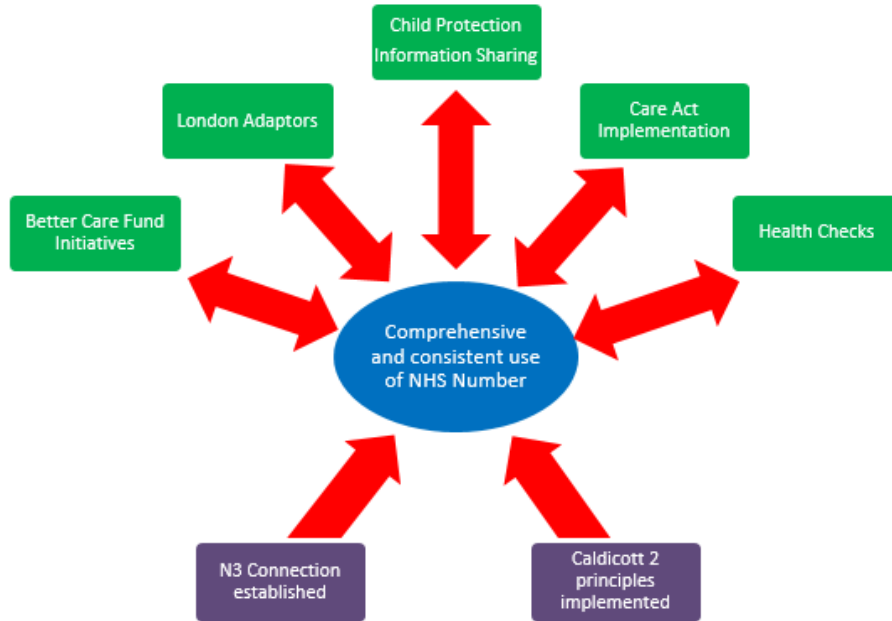 Child Protection
Information Sharing
London Adaptors
Care Act
Implementation
Better Care Fund
Initiatives
Health Checks
Comprehensive
and consistent use
of NHS Number
N3 Connection
established
Caldicott 2
principles
implemented